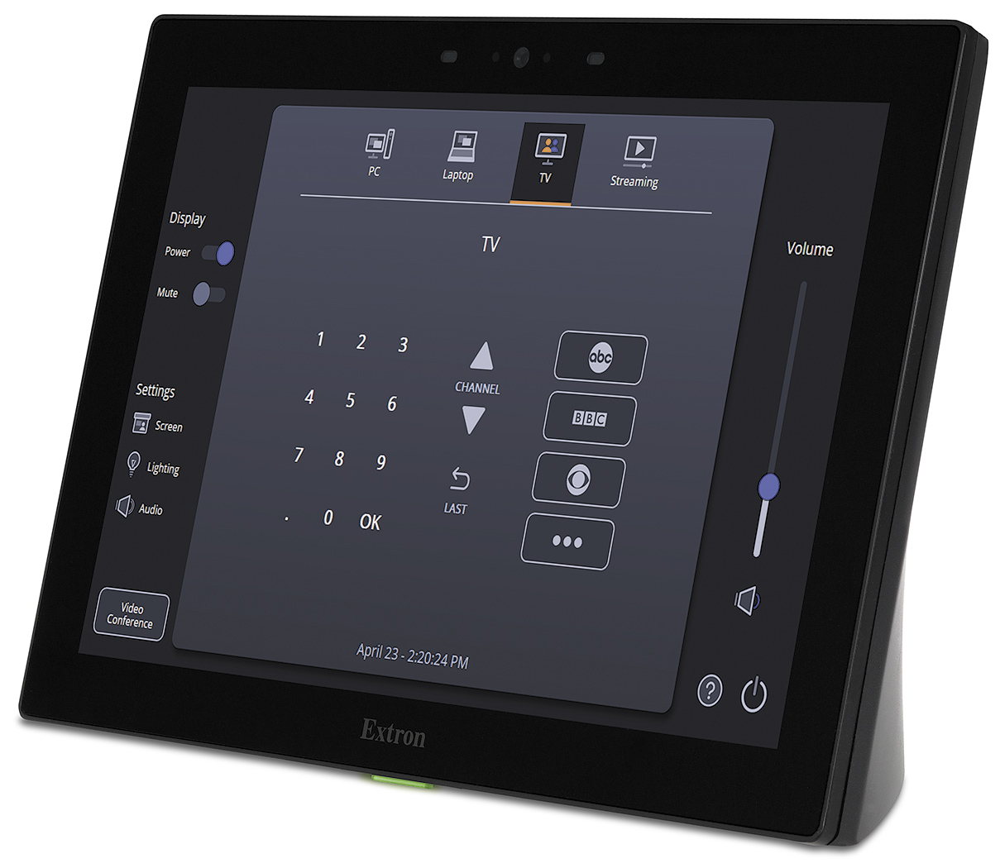 PC
Laptop
TV
Streaming
TV
Display
Power
Mute
Settings
Screen
Lighting
Audio
Video
Conference
1 2 3
4 5 6
7 8 9
. 0 OK
CHANNEL
LAST
abc
BBC
Volume
?
April 23 - 2:20:24 PM
Extron